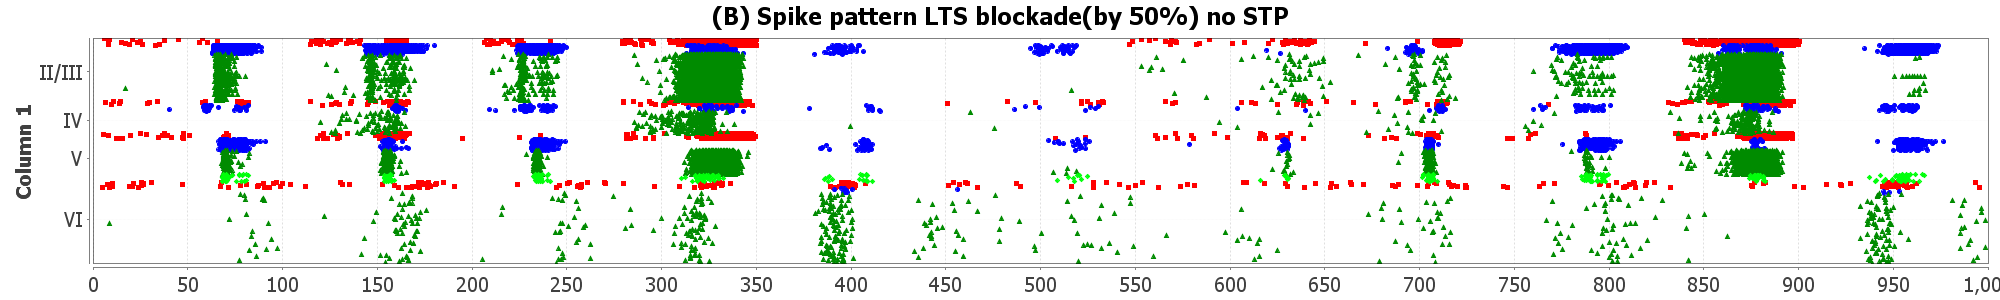 (B) Spike pattern LTS blockade(by 50%) no STP
Column 1
II/III
IV
V
VI
0 50 100 150 200 250 300 350 400 450 500 550 600 650 700 750 800 850 900 950 1,00